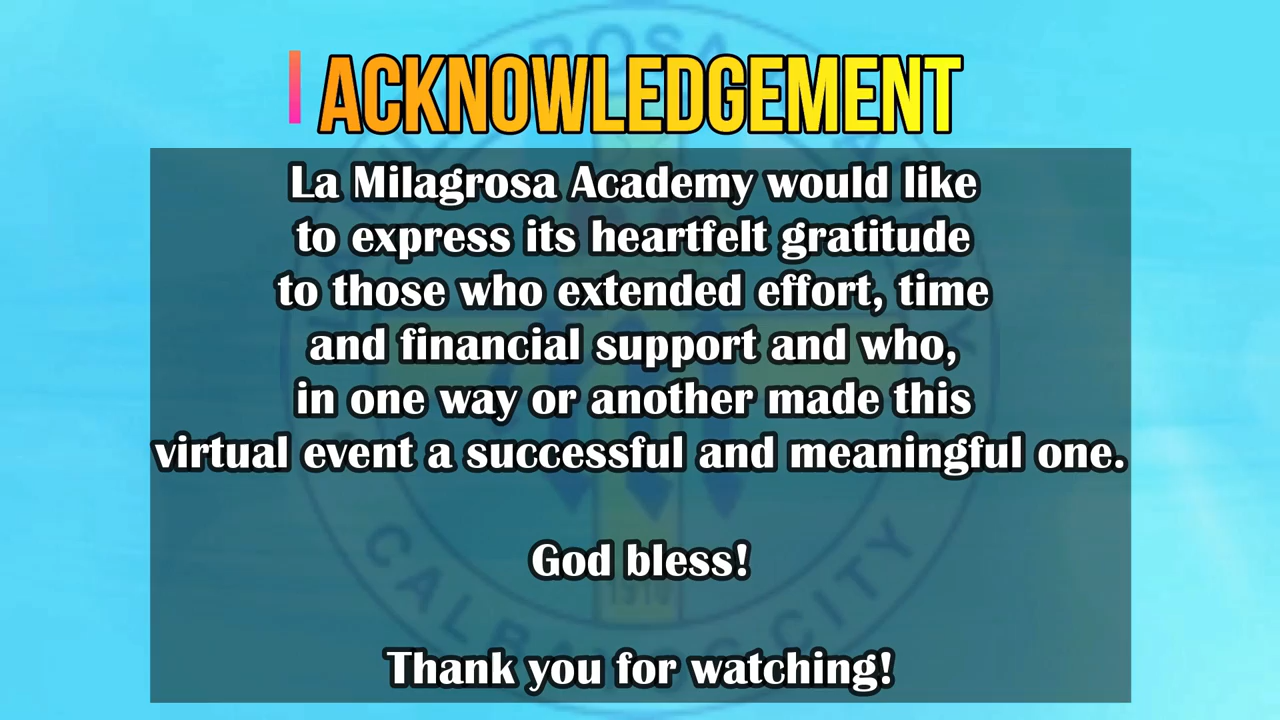 ACKNOWLEDGEMENT
La Milagrosa Academy would like
to express its heartfelt gratitude
to those who extended effort, time
and financial support and who,
in one way or another made this
virtual event a successful and meaningful one.
God bless!
Thank you for watching!